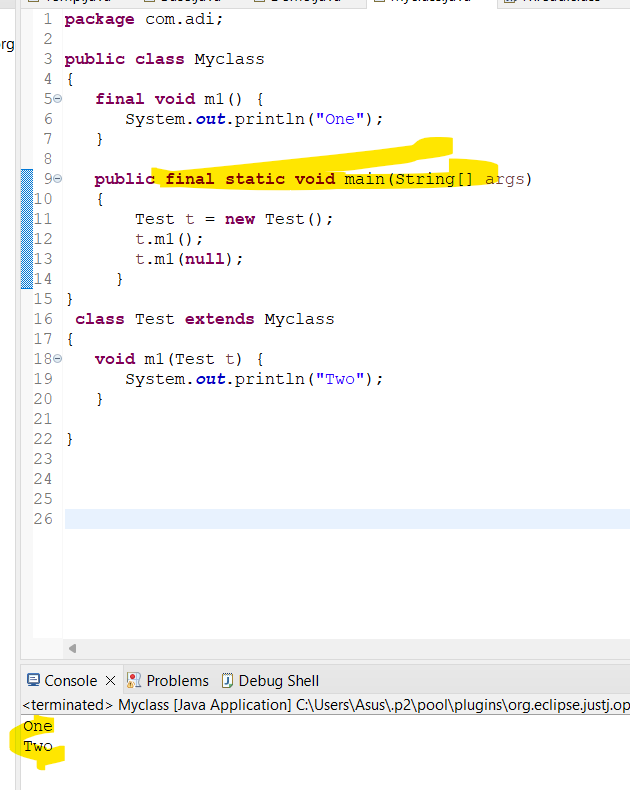 1 package com.adi;
2
3 public class Myclass
4 {
5 final void m1() {
6 System.out.println("One");
7 }
8
9 public final static void main(String[] args)
10 {
11 Test t = new Test();
12 t.m1();
13 t.m1(null);
14 }
15 }
16 class Test extends Myclass
17 {
18 void m1(Test t) {
19 System.out.println("Two");
20 }
21
22 }
23
24
25
26
org
Console Problems Debug Shell
<terminated> Myclass [Java Application] C:\Users\Asus\.p2\pool\plugins\org.eclipse.justj.op
One
Two